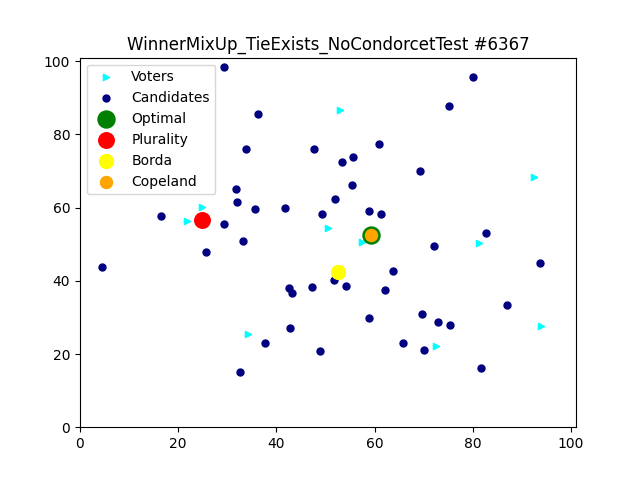 WinnerMixUp_TieExists_NoCondorcetTest #6367
100
80
60
40
20
0
Voters
Candidates
Optimal
Plurality
Borda
Copeland
0 20 40 60 80 100